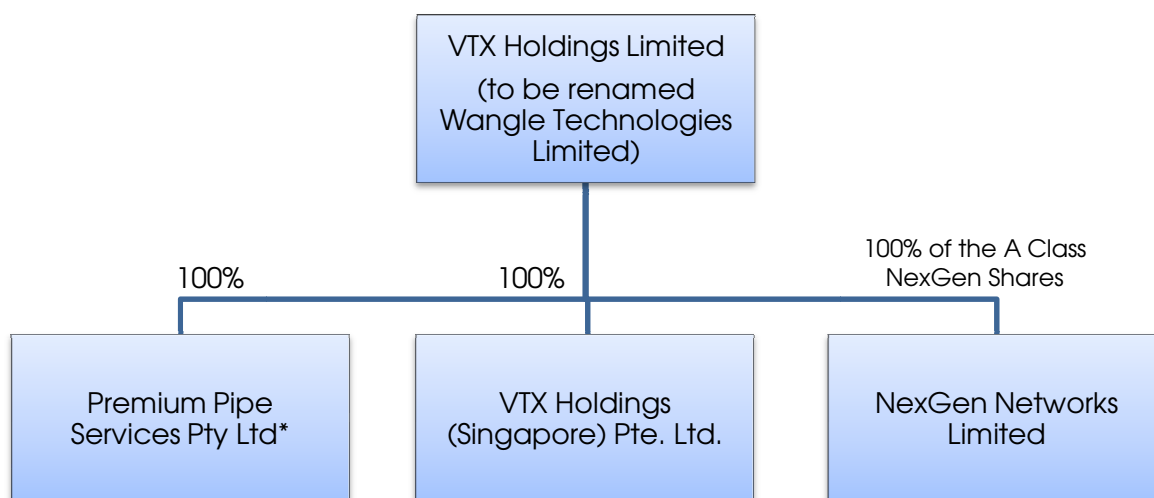 VTX Holdings Limited
(to be renamed
Wangle Technologies
Limited)
100%
100%
100% of the A Class
NexGen Shares
Premium Pipe
Services Pty Ltd*
VTX Holdings
(Singapore) Pte. Ltd.
NexGen Networks
Limited